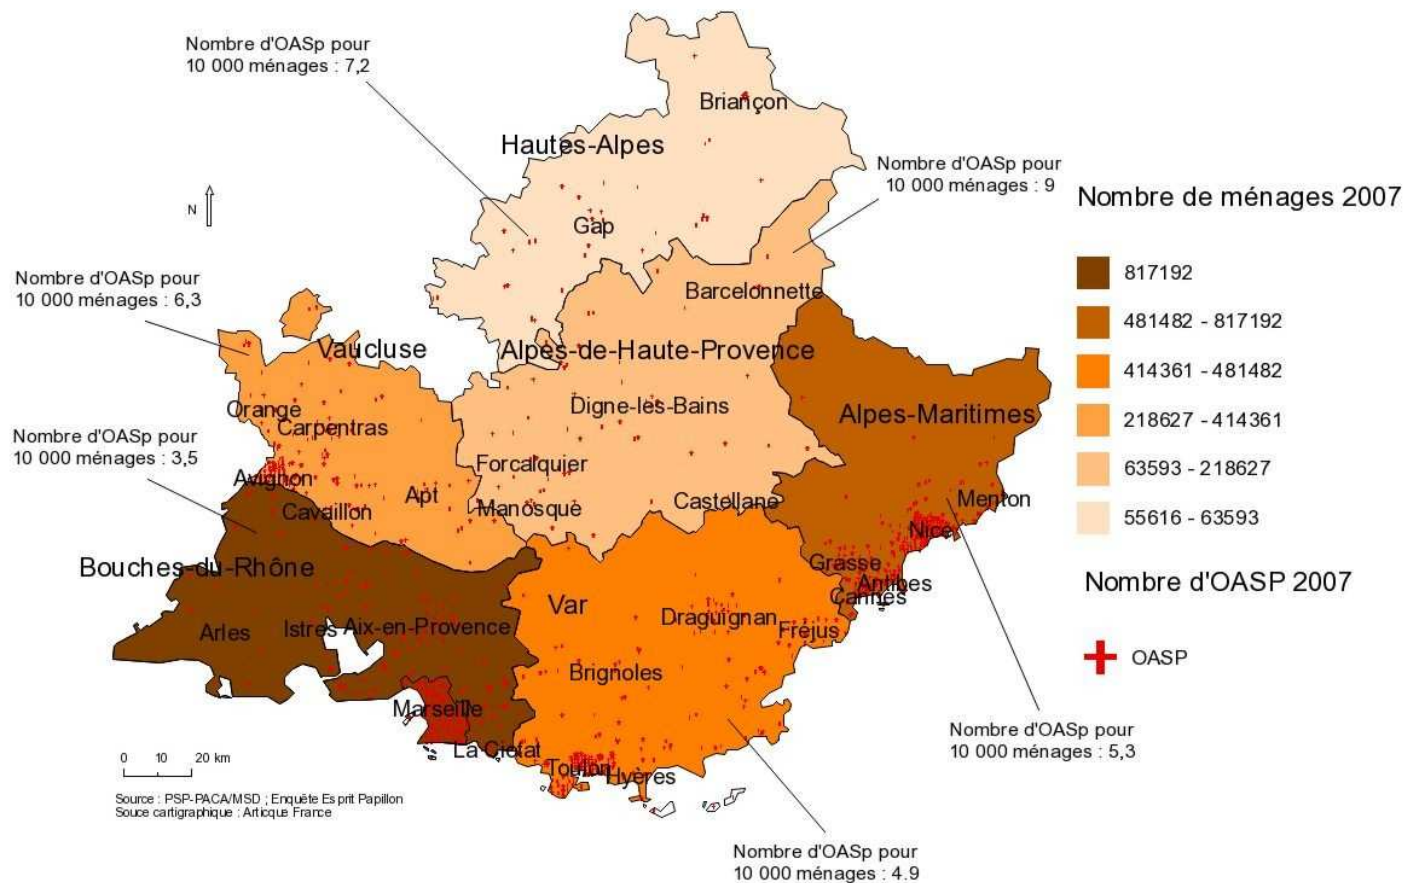 Nombre d'OASp pour
10 000 ménages : 7,2
Briançon
Hautes-Alpes
Nombre d'OASp pour
10 000 ménages : 9
Nombre de ménages 2007
N
Gap
817192
Nombre d'OASp pour
10 000 ménages : 6,3
Barcelonnette
481482 - 817192
Vaucluse
Alpes-de-Haute-Provence
414361 - 481482
Orange
Digne-les-Bains
Alpes-Maritimes
218627 - 414361
Carpentras
Nombre d'OASp pour
10 000 ménages : 3,5
Forcalquier
63593 - 218627
Avignon
Apt
Castellane
Menton
Cavaillon
Manosque
55616 - 63593
Nice
Bouches-du-Rhône
Grasse
Antibes
Nombre d'OASP 2007
Cannes
Var
Draguignan
Arles
Istres
Aix-en-Provence
Fréjus
OASP
Brignoles
Marseille
Nombre d'OASp pour
10 000 ménages : 5,3
La Ciotat
0 10 20 km
Toulon
Hyères
Source : PSP-PACA/MSD ; Enquête Esprit Papillon
Souce cartigraphique : Articque France
Nombre d'OASp pour
10 000 ménages : 4.9